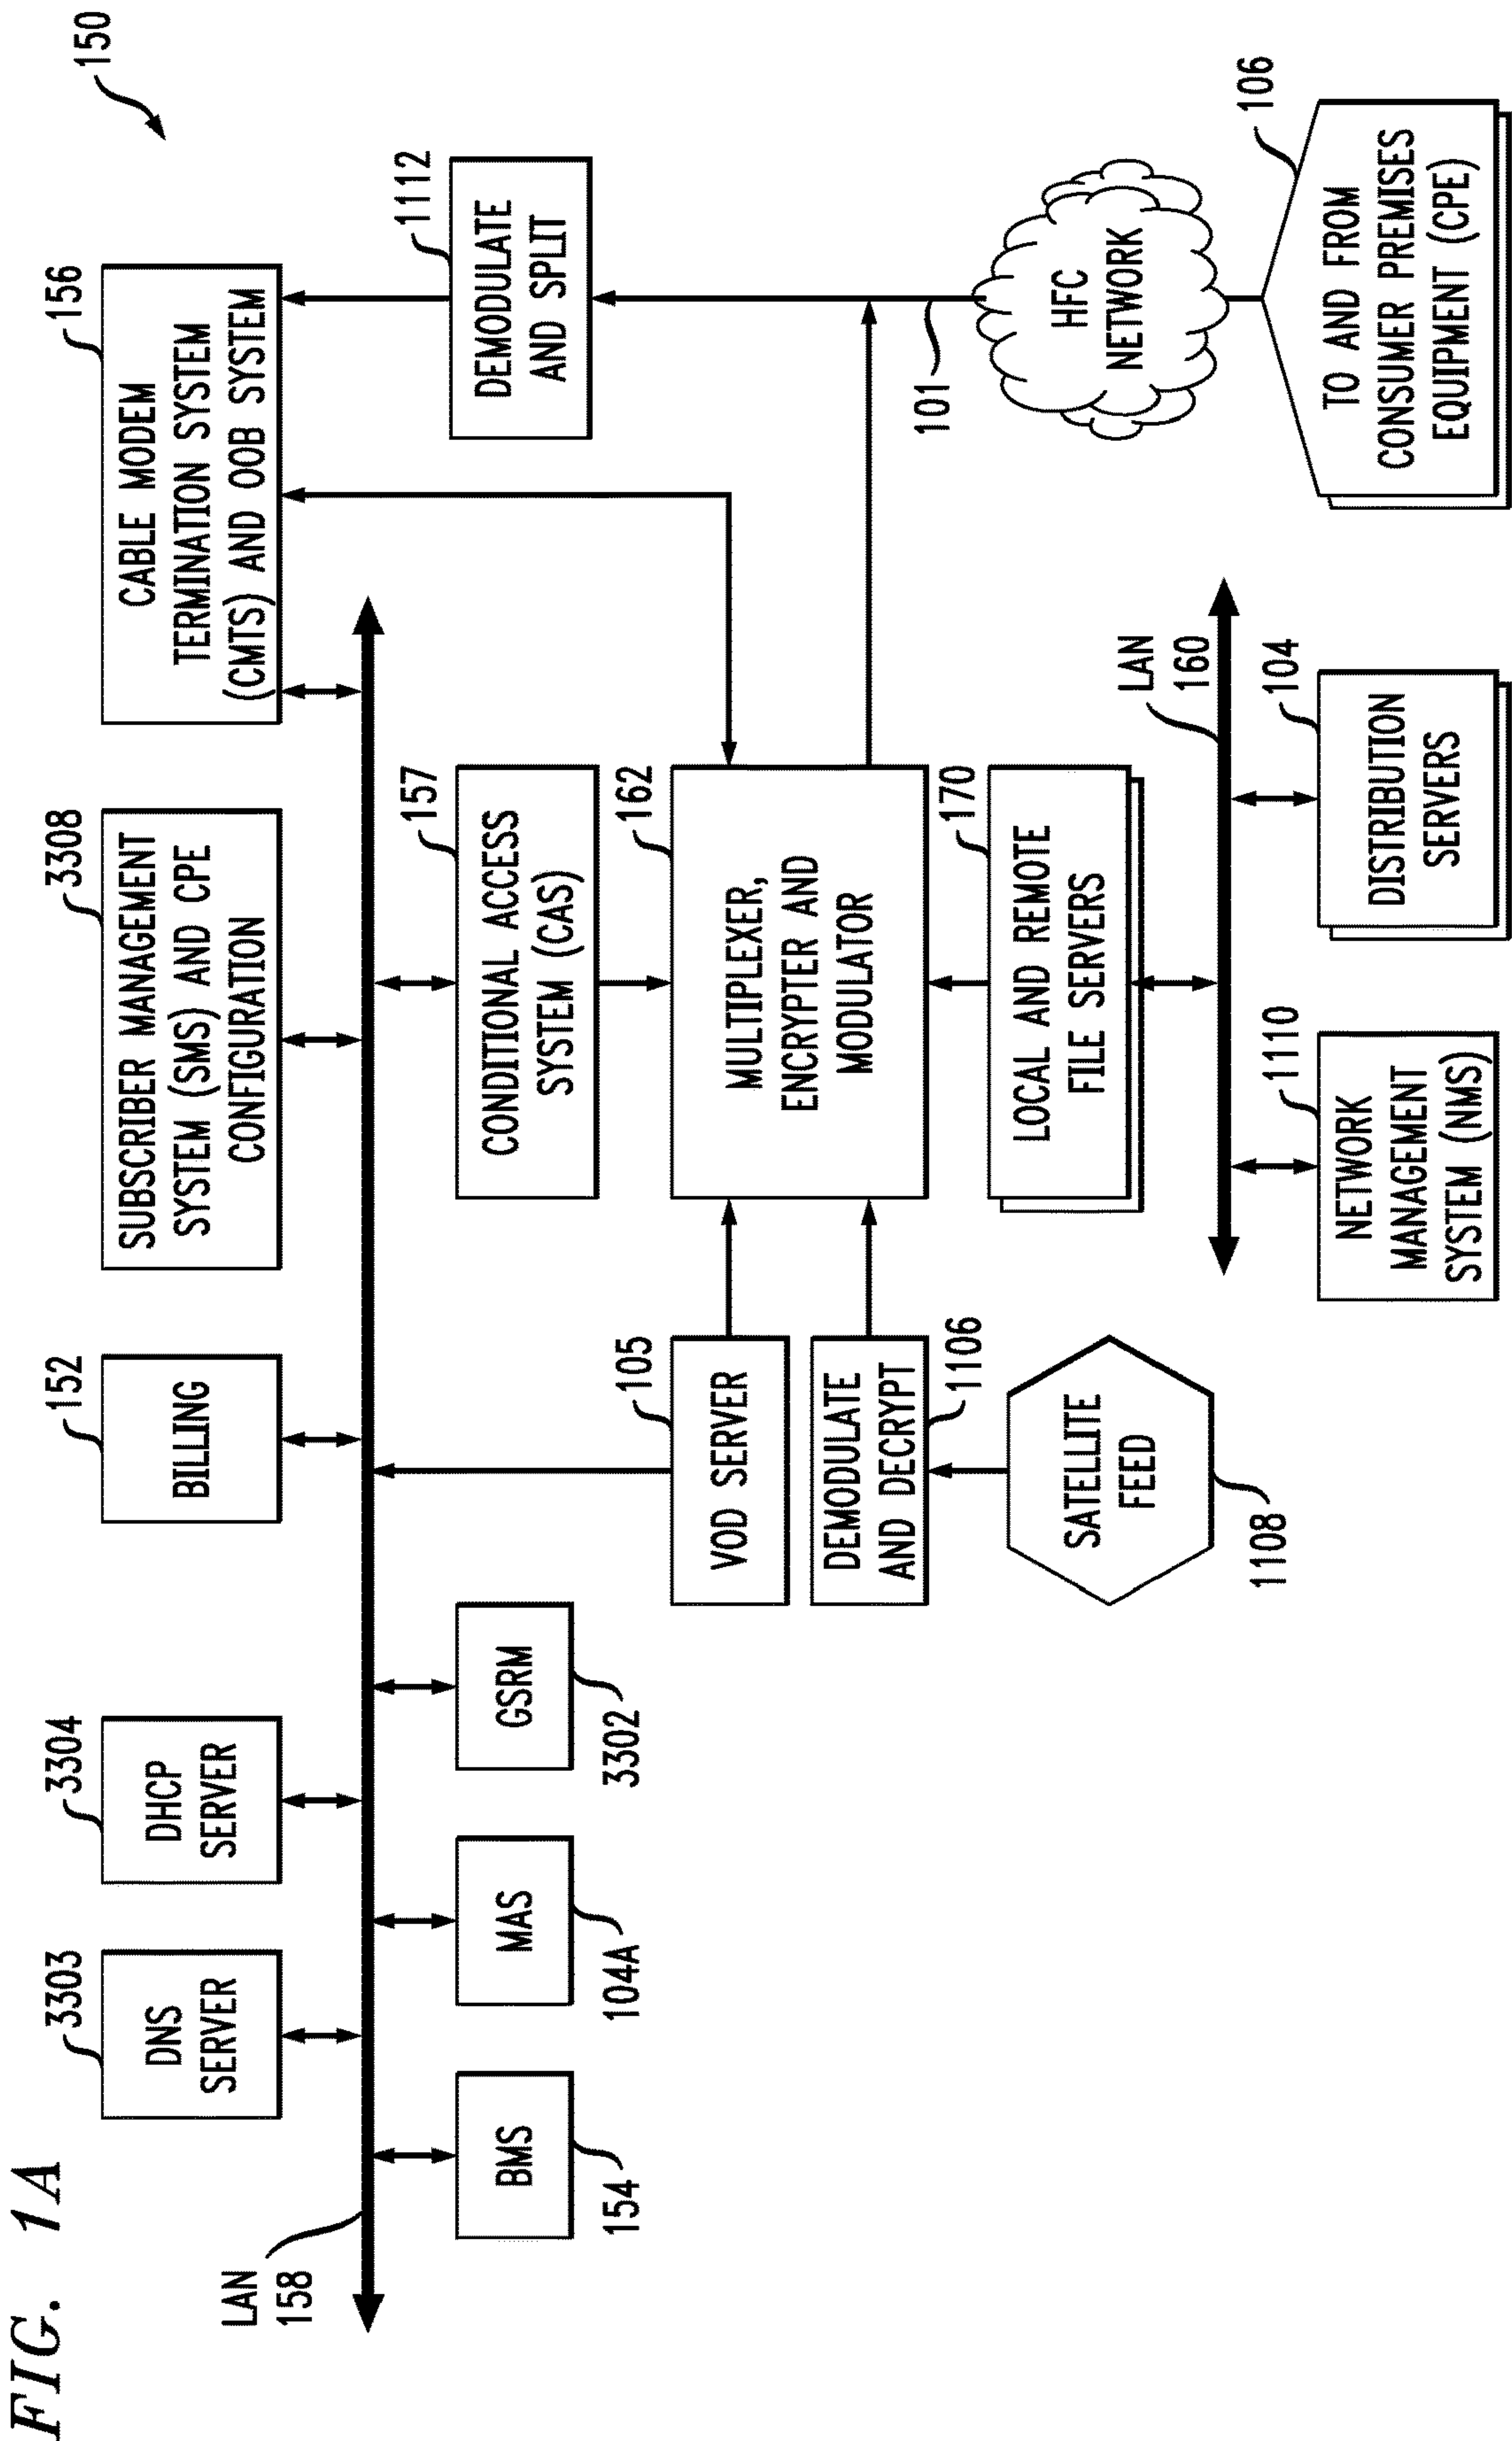 FIG. 1A
150
3303
DNS
SERVER
3304
DHCP
SERVER
152
BILLING
3308
SUBSCRIBER MANAGEMENT
SYSTEM (SMS) AND CPE
CONFIGURATION
156
CABLE MODEM
TERMINATION SYSTEM
(CMTS) AND OOB SYSTEM
LAN
158
BMS
154
MAS
104A
GSRM
3302
157
CONDITIONAL ACCESS
SYSTEM (CAS)
1112
DEMODULATE
AND SPLIT
105
VOD SERVER
162
MULTIPLEXER,
ENCRYPTER AND
MODULATOR
DEMODULATE
AND DECRYPT
1106
SATELLITE
FEED
1108
170
LOCAL AND REMOTE
FILE SERVERS
101
HFC
NETWORK
LAN
160
1110
NETWORK
MANAGEMENT
SYSTEM (NMS)
104
DISTRIBUTION
SERVERS
106
TO AND FROM
CONSUMER PREMISES
EQUIPMENT (CPE)